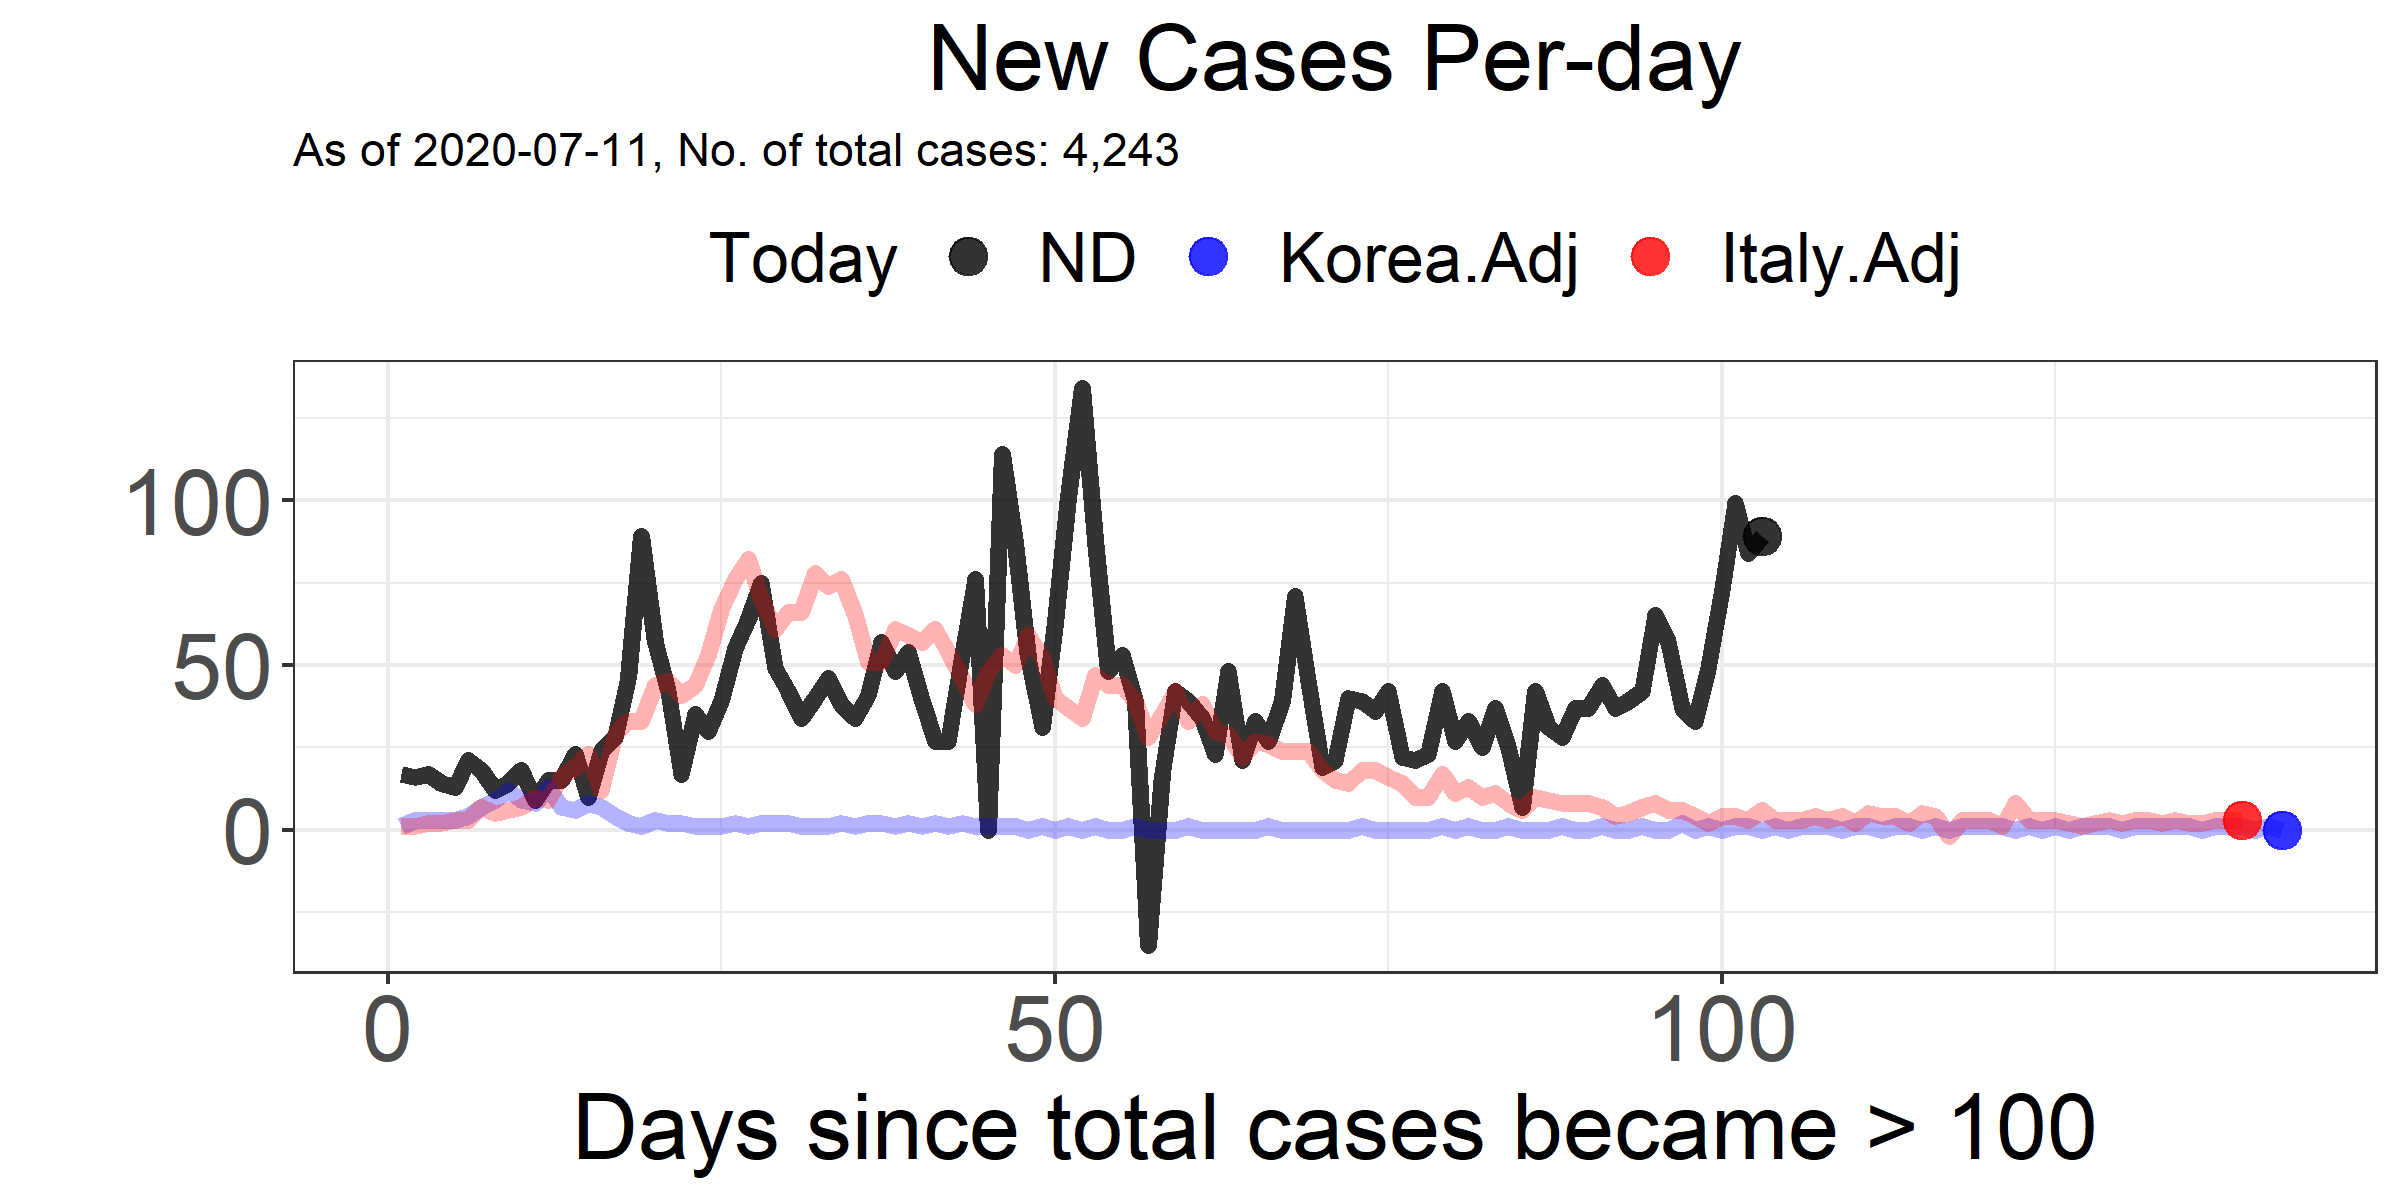 New Cases Per-day
As of 2020-07-11, No. of total cases: 4,243
Today ND Korea.Adj Italy.Adj
100
50
0
0 50 100
Days since total cases became > 100